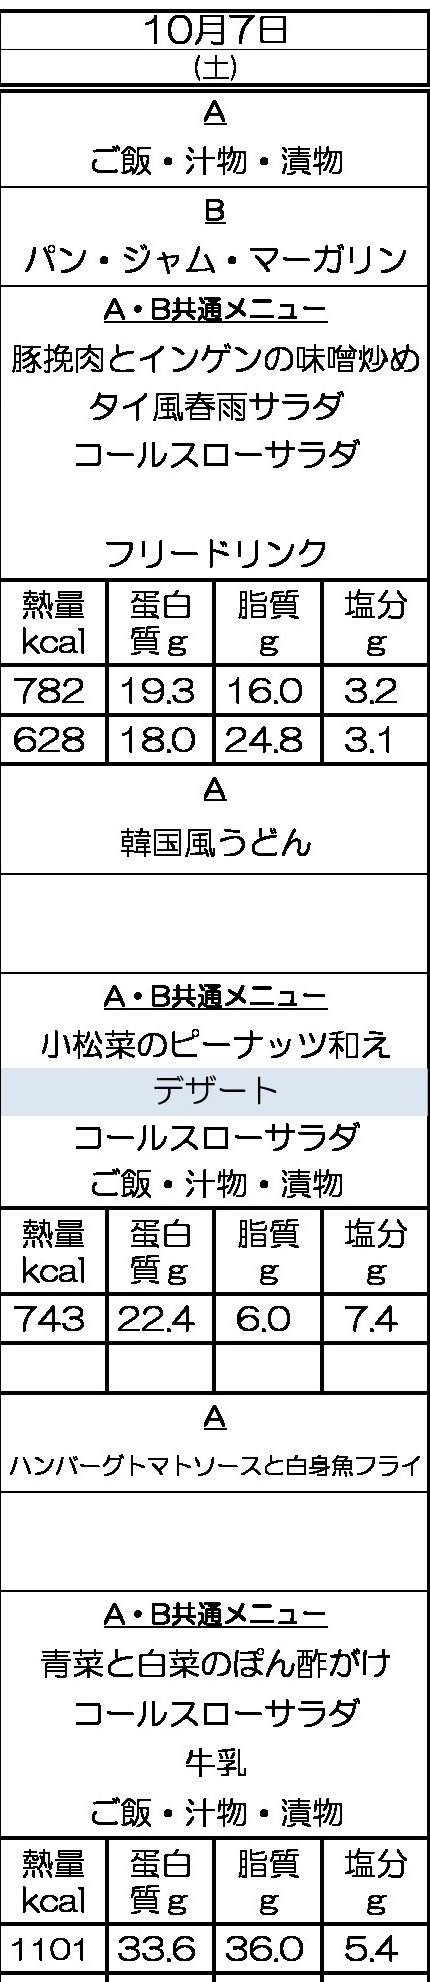 10月7日
(土)
A
ご飯・汁物・漬物
B
パン・ジャム・マーガリン
A・B共通メニュー
豚挽肉とインゲンの味噌炒め
タイ風春雨サラダ
コールスローサラダ
フリードリンク
熱量 蛋白 脂質 塩分
kcal 質g g g
782 19.3 16.0 3.2
628 18.0 24.8 3.1
A
韓国風うどん
A・B共通メニュー
小松菜のピーナッツ和え
デザート
コールスローサラダ
ご飯・汁物・漬物
熱量 蛋白 脂質 塩分
kcal 質g g g
743 22.4 6.0 7.4
A
ハンバーグトマトソースと白身魚フライ
A・B共通メニュー
青菜と白菜のぽん酢がけ
コールスローサラダ
牛乳
ご飯・汁物・漬物
熱量 蛋白 脂質 塩分
kcal 質g g g
1101 33.6 36.0 5.4